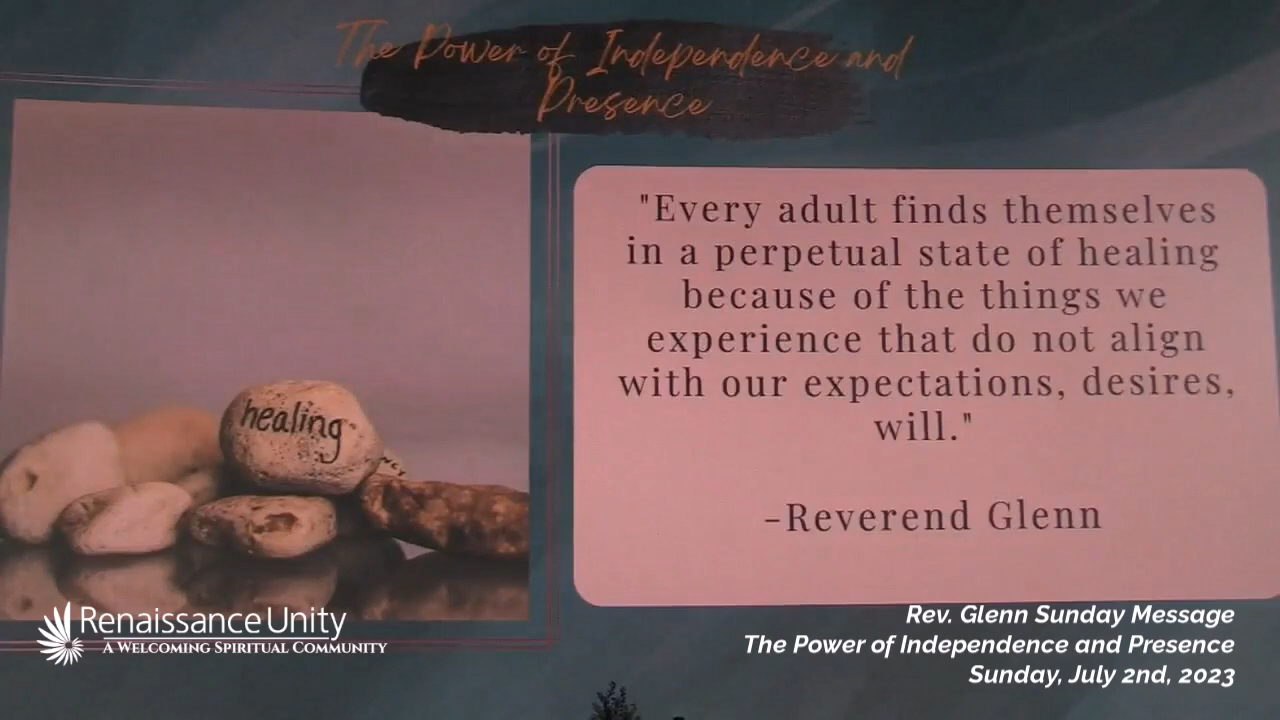 The Power of Independence and
Presence
healing
"Every adult finds themselves
in a perpetual state of healing
because of the things we
experience that do not align
with our expectations, desires,
will."
-Reverend Glenn
Renaissance Unity
A Welcoming Spiritual Community
Rev. Glenn Sunday Message
The Power of Independence and Presence
Sunday, July 2nd, 2023